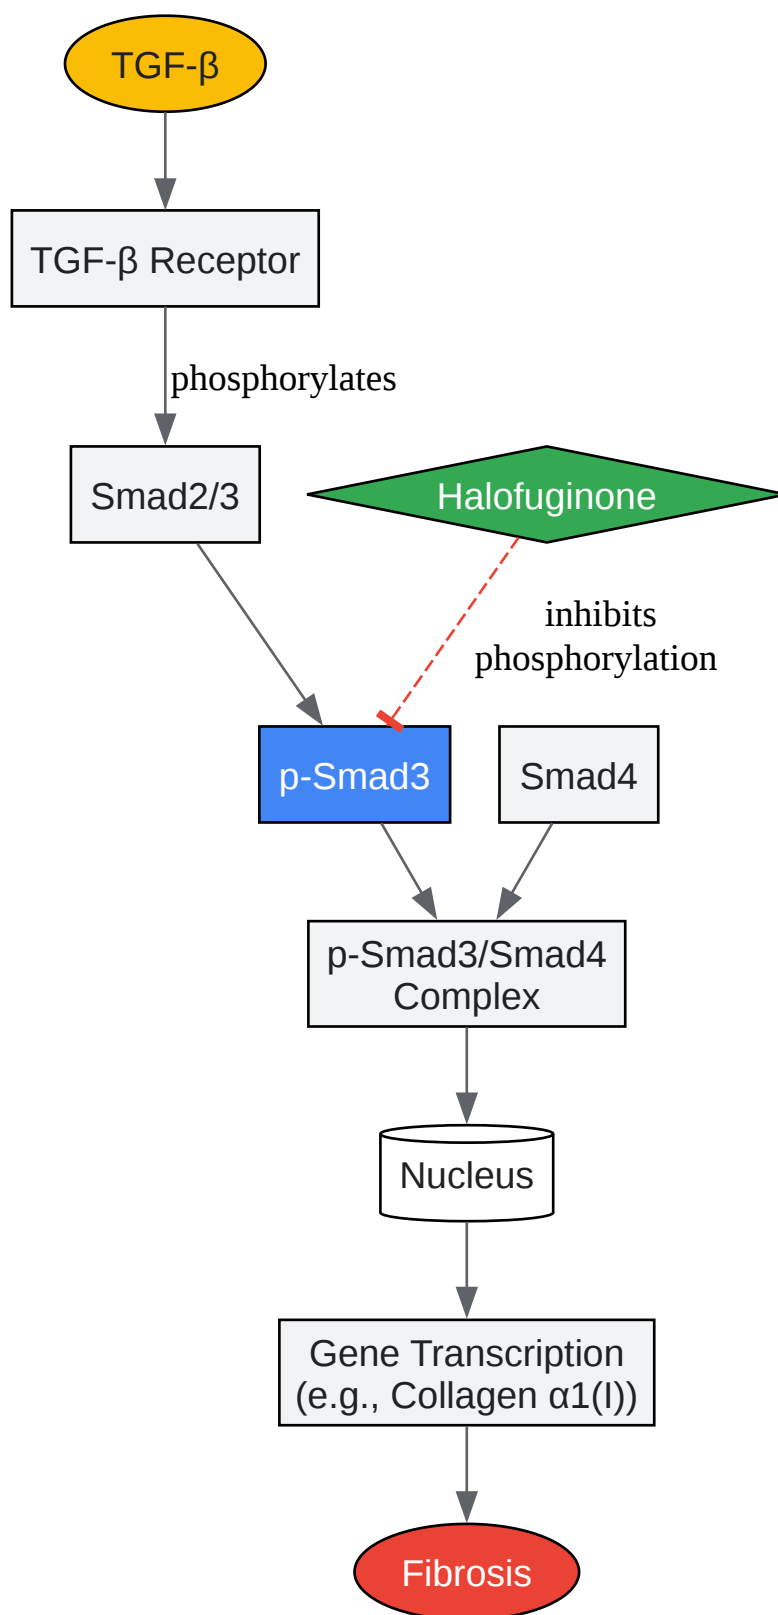 TGF-β
TGF-β Receptor
phosphorylates
Smad2/3
Halofuginone
inhibits
phosphorylation
p-Smad3
Smad4
p-Smad3/Smad4
Complex
Nucleus
Gene Transcription
(e.g., Collagen α1(I))
Fibrosis